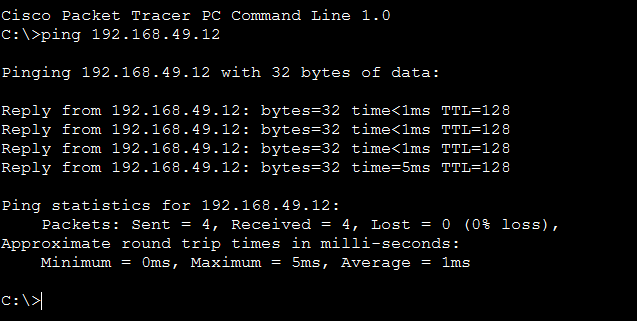 Cisco Packet Tracer PC Command Line 1.0
C:\>ping 192.168.49.12
Pinging 192.168.49.12 with 32 bytes of data:
Reply from 192.168.49.12: bytes=32 time<1ms TTL=128
Reply from 192.168.49.12: bytes=32 time<1ms TTL=128
Reply from 192.168.49.12: bytes=32 time<1ms TTL=128
Reply from 192.168.49.12: bytes=32 time=5ms TTL=128
Ping statistics for 192.168.49.12:
    Packets: Sent = 4, Received = 4, Lost = 0 (0% loss),
Approximate round trip times in milli-seconds:
    Minimum = 0ms, Maximum = 5ms, Average = 1ms
C:\>